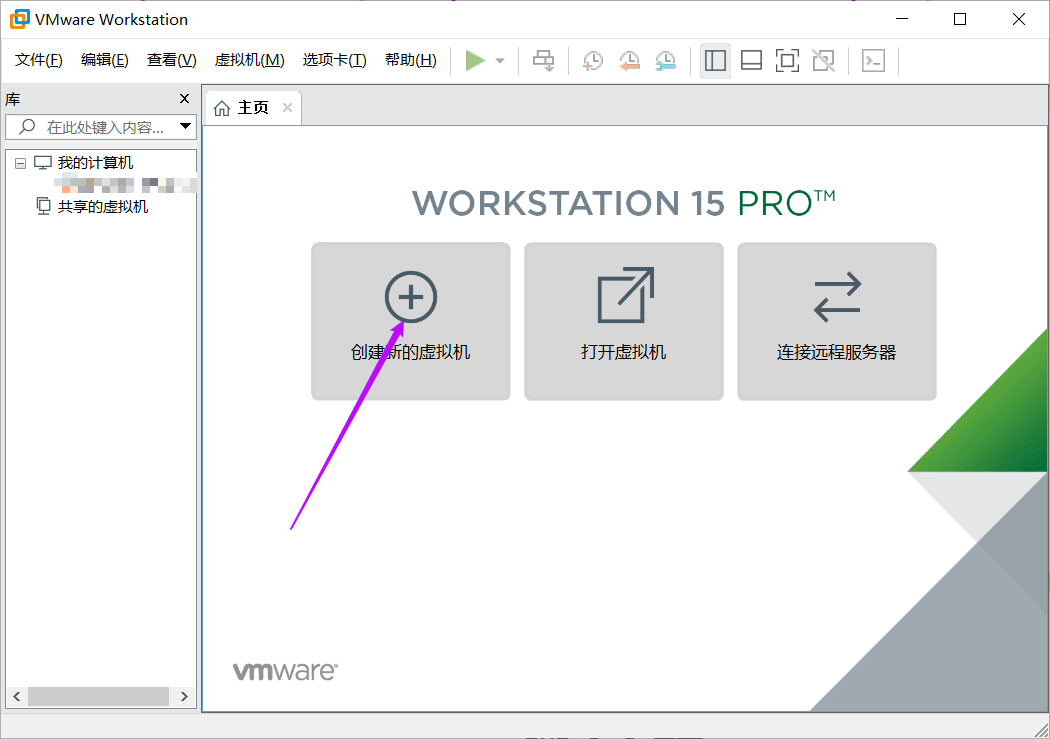 VMware Workstation
文件(F) 编辑(E) 查看(V) 虚拟机(M) 选项卡(T) 帮助(H)
库
主页
在此处键入内容...
我的计算机
共享的虚拟机
WORKSTATION 15 PRO™
创建新的虚拟机
打开虚拟机
连接远程服务器
vmware